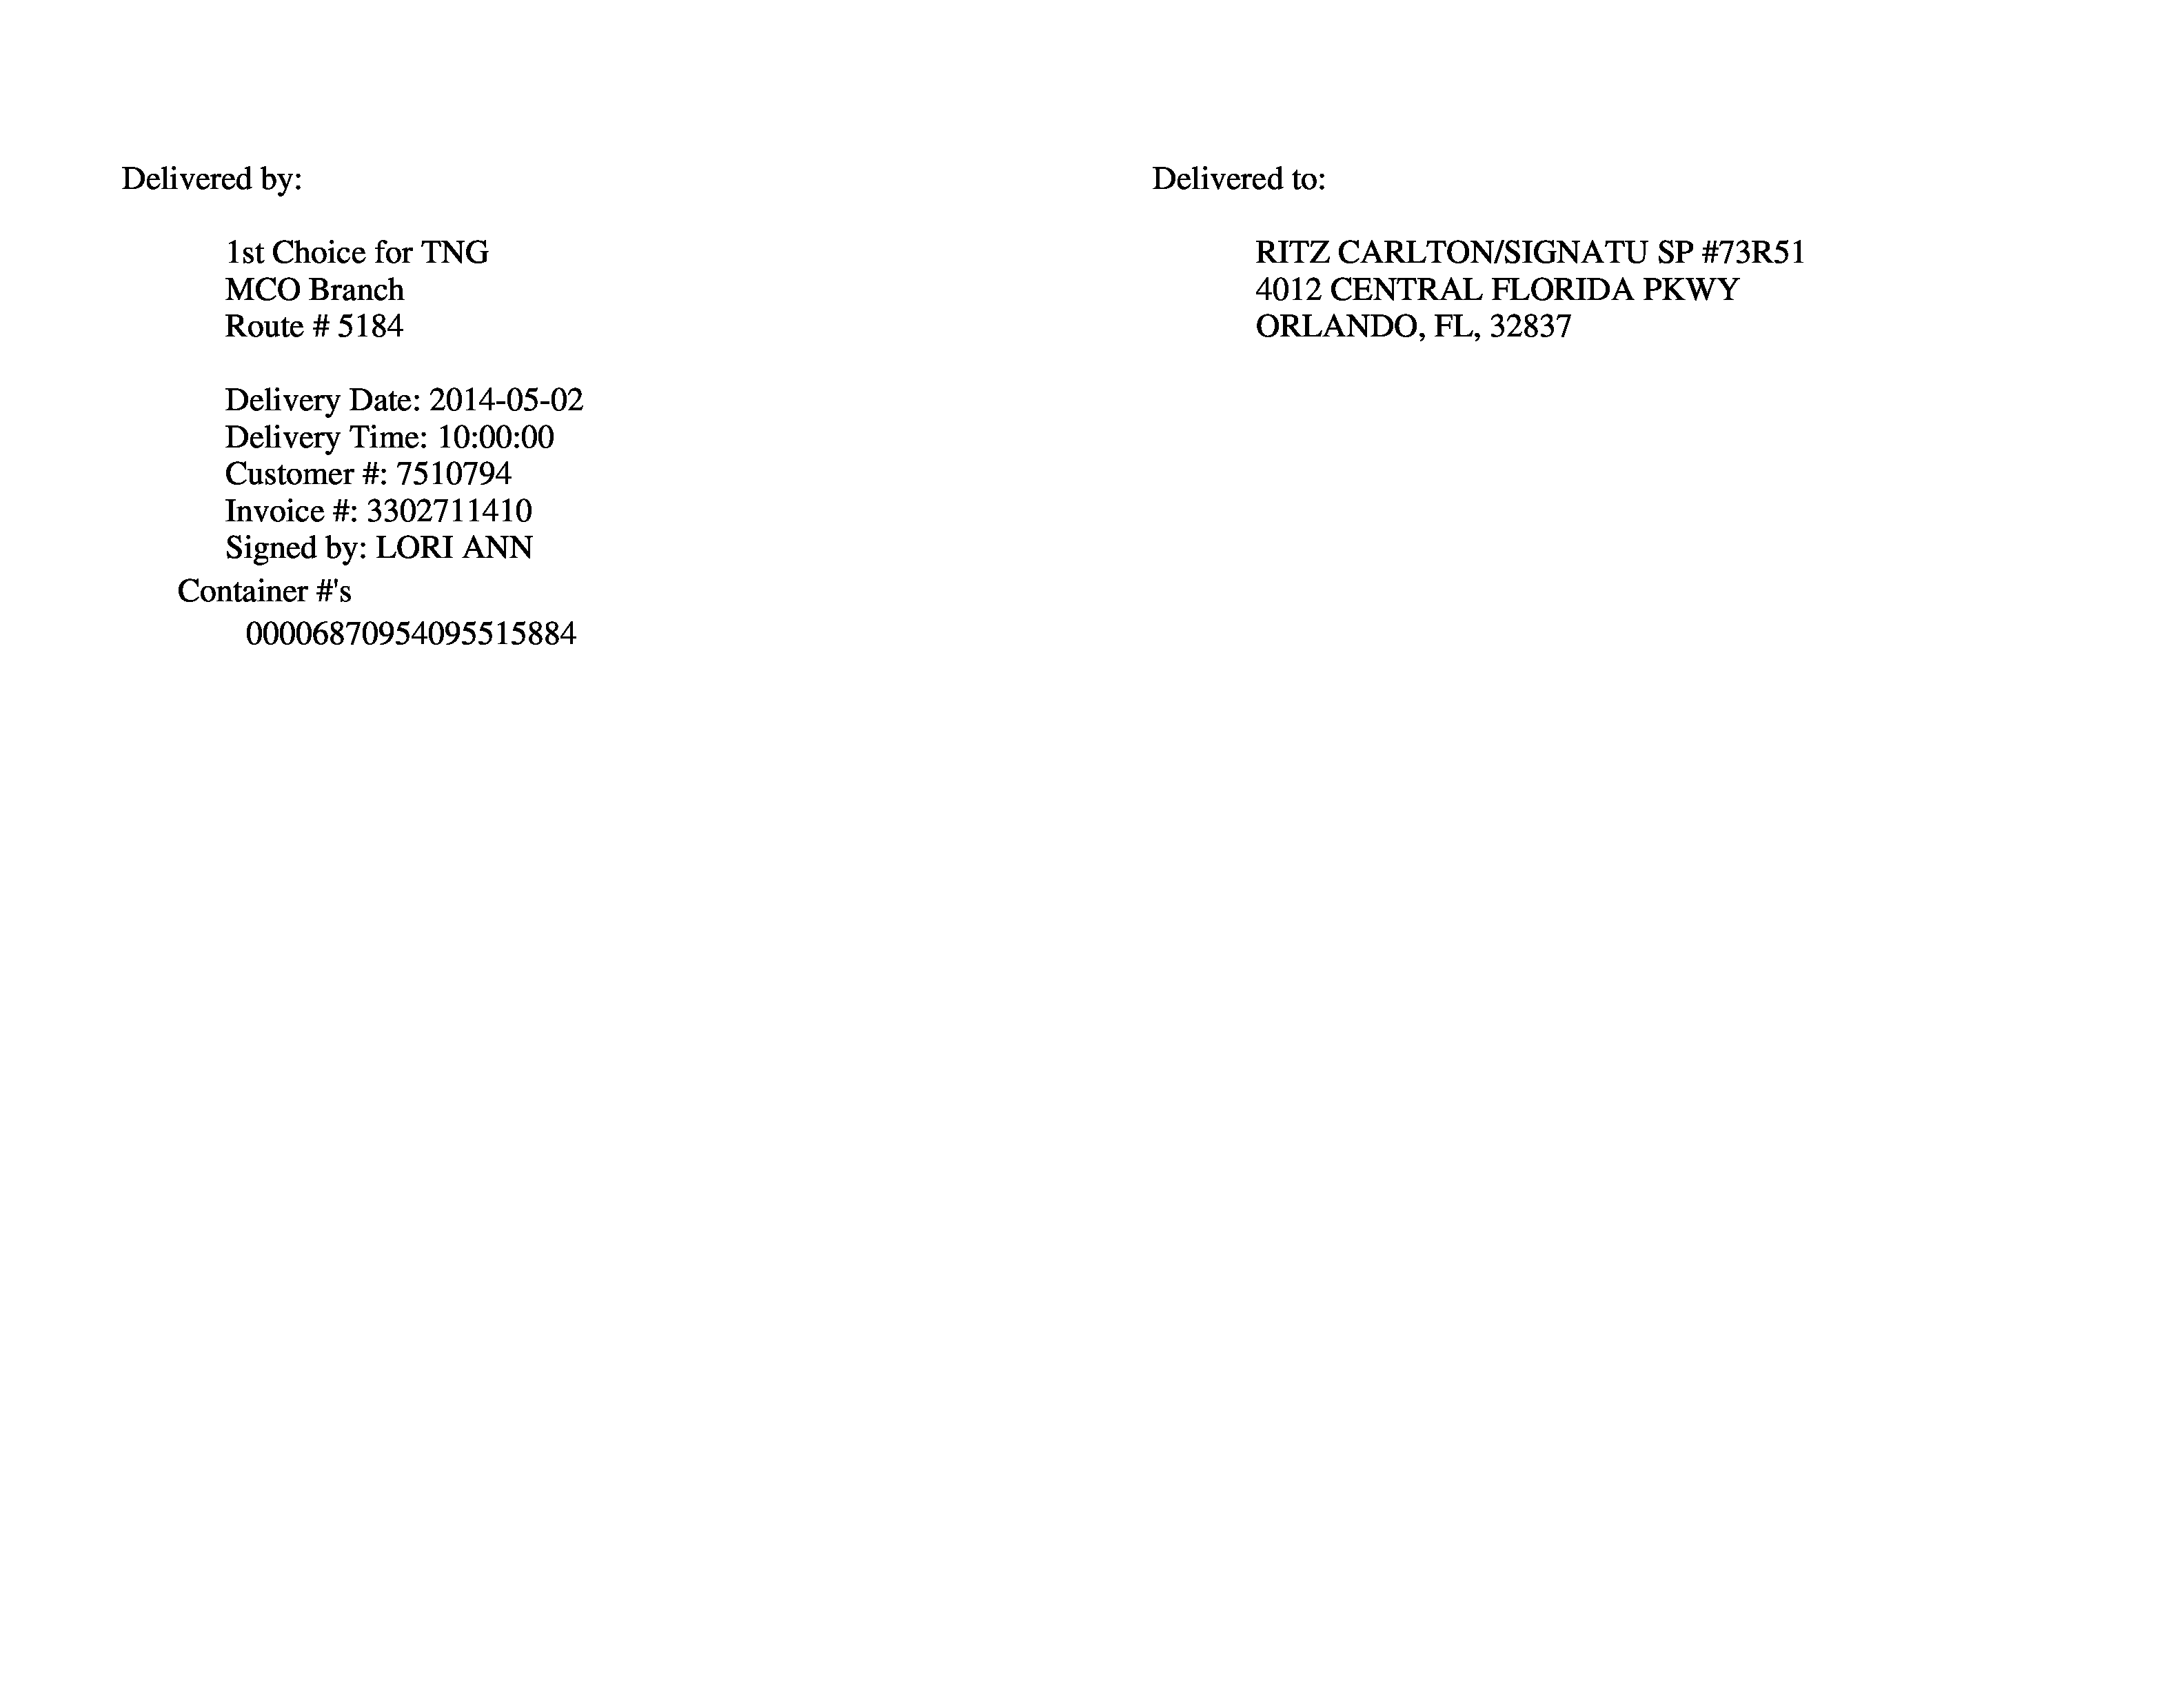 Delivered by:
1st Choice for TNG
MCO Branch
Route # 5184
Delivery Date: 2014-05-02
Delivery Time: 10:00:00
Customer #: 7510794
Invoice #: 3302711410
Signed by: LORI ANN
Container #'s
00006870954095515884
Delivered to:
RITZ CARLTON/SIGNATU SP #73R51
4012 CENTRAL FLORIDA PKWY
ORLANDO, FL, 32837